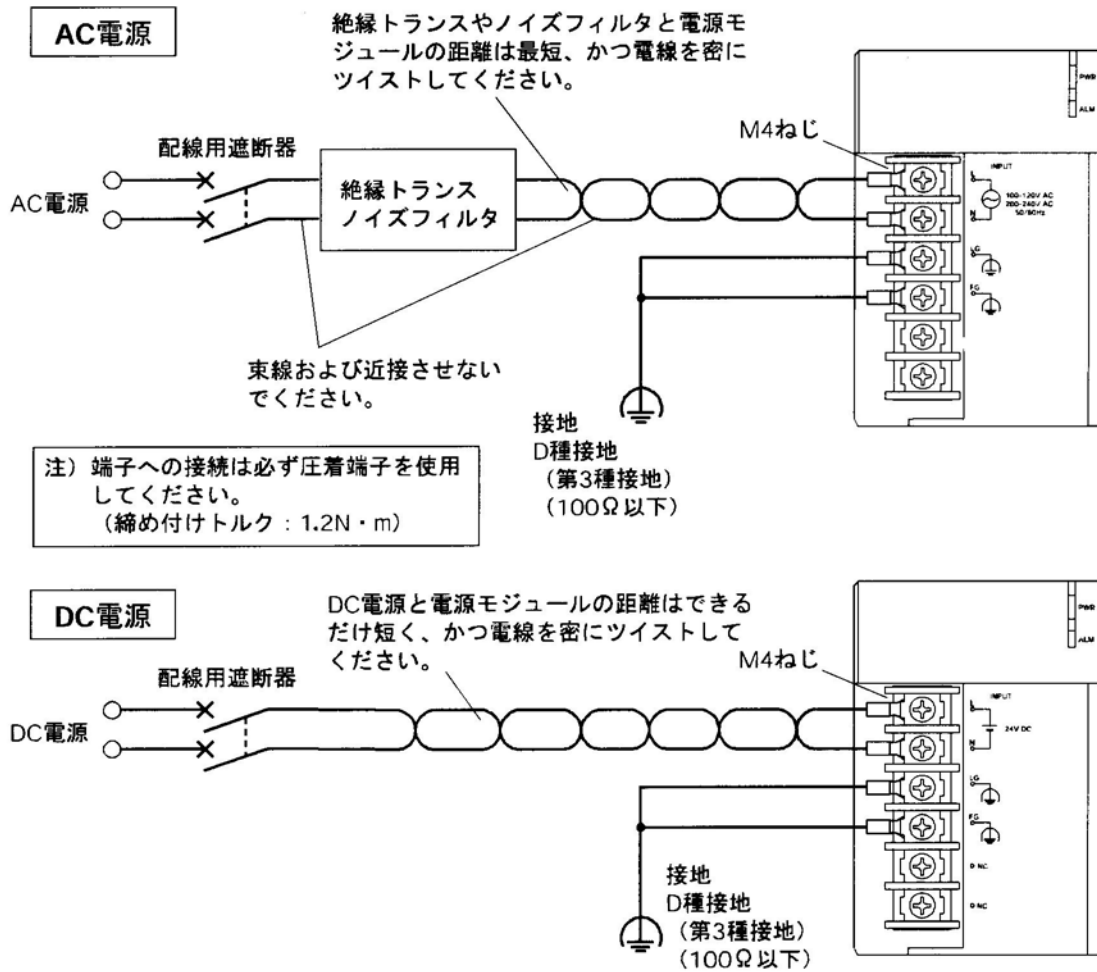 AC電源
絶縁トランスやノイズフィルタと電源モ
ジュールの距離は最短、かつ電線を密に
ツイストしてください。
PWR
ALM
M4ねじ
配線用遮断器
AC電源
絶縁トランス
ノイズフィルタ
INPUT
L
100-120V AC
200-240V AC
50/60Hz
N
LG
FG
束線および近接させない
でください。
接地
D種接地
(第3種接地)
(100Ω以下)
注) 端子への接続は必ず圧着端子を使用
してください。
(締め付けトルク:1.2N・m)
DC電源
DC電源と電源モジュールの距離はできる
だけ短く、かつ電線を密にツイストして
ください。
PWR
ALM
M4ねじ
配線用遮断器
DC電源
INPUT
L
24V DC
N
LG
FG
NC
NC
接地
D種接地
(第3種接地)
(100Ω以下)